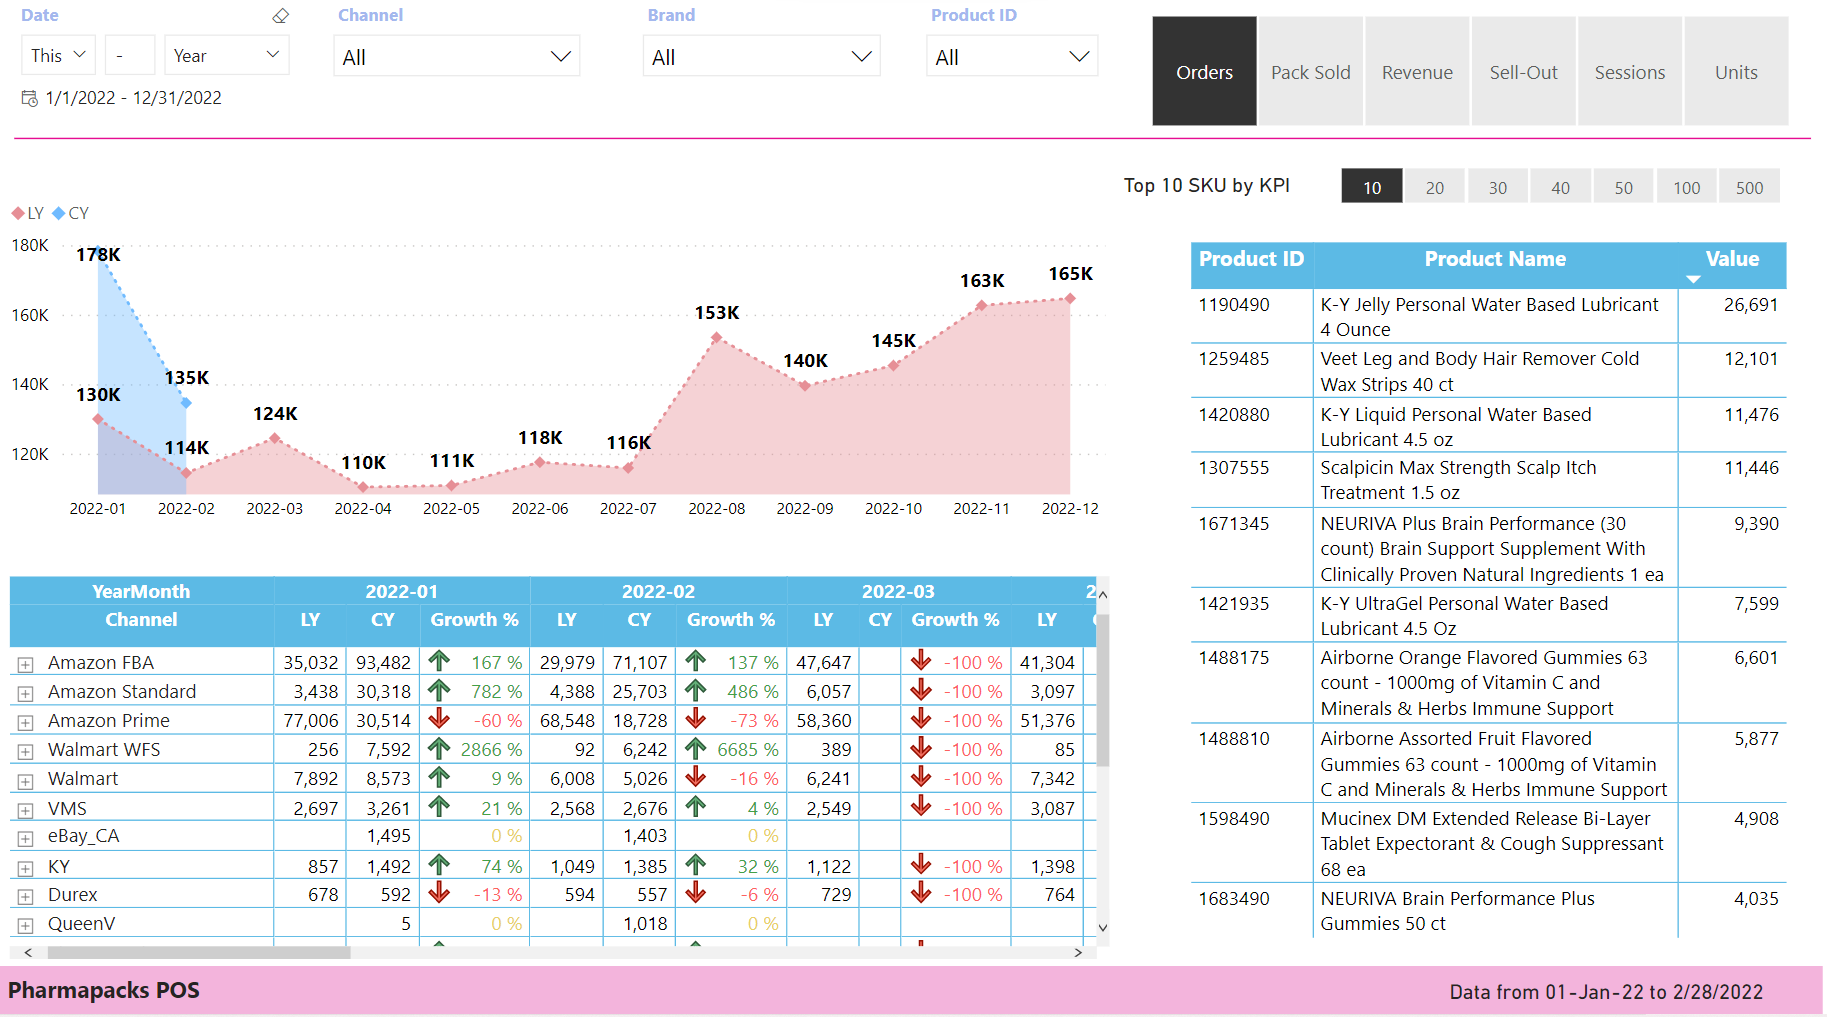 Date
Channel
Brand
Product ID
This
-
Year
All
All
All
1/1/2022 - 12/31/2022
Orders
Pack Sold
Revenue
Sell-Out
Sessions
Units
Top 10 SKU by KPI
10
20
30
40
50
100
500
LY CY
180K
160K
140K
120K
178K
135K
130K
114K
124K
110K
111K
118K
116K
153K
140K
145K
163K
165K
2022-01 2022-02 2022-03 2022-04 2022-05 2022-06 2022-07 2022-08 2022-09 2022-10 2022-11 2022-12
YearMonth 2022-01 2022-02 2022-03 2
Channel LY CY Growth % LY CY Growth % LY CY Growth % LY
Amazon FBA 35,032 93,482 167 % 29,979 71,107 137 % 47,647 -100 % 41,304
Amazon Standard 3,438 30,318 782 % 4,388 25,703 486 % 6,057 -100 % 3,097
Amazon Prime 77,006 30,514 -60 % 68,548 18,728 -73 % 58,360 -100 % 51,376
Walmart WFS 256 7,592 2866 % 92 6,242 6685 % 389 -100 % 85
Walmart 7,892 8,573 9 % 6,008 5,026 -16 % 6,241 -100 % 7,342
VMS 2,697 3,261 21 % 2,568 2,676 4 % 2,549 -100 % 3,087
eBay_CA 1,495 0 % 1,403 0 %
KY 857 1,492 74 % 1,049 1,385 32 % 1,122 -100 % 1,398
Durex 678 592 -13 % 594 557 -6 % 729 -100 % 764
QueenV 5 0 % 1,018 0 %
Product ID Product Name Value
1190490 K-Y Jelly Personal Water Based Lubricant 26,691
4 Ounce
1259485 Veet Leg and Body Hair Remover Cold 12,101
Wax Strips 40 ct
1420880 K-Y Liquid Personal Water Based 11,476
Lubricant 4.5 oz
1307555 Scalpicin Max Strength Scalp Itch 11,446
Treatment 1.5 oz
1671345 NEURIVA Plus Brain Performance (30 9,390
count) Brain Support Supplement With
Clinically Proven Natural Ingredients 1 ea
1421935 K-Y UltraGel Personal Water Based 7,599
Lubricant 4.5 Oz
1488175 Airborne Orange Flavored Gummies 63 6,601
count - 1000mg of Vitamin C and
Minerals & Herbs Immune Support
1488810 Airborne Assorted Fruit Flavored 5,877
Gummies 63 count - 1000mg of Vitamin
C and Minerals & Herbs Immune Support
1598490 Mucinex DM Extended Release Bi-Layer 4,908
Tablet Expectorant & Cough Suppressant
68 ea
1683490 NEURIVA Brain Performance Plus 4,035
Gummies 50 ct
Pharmapacks POS
Data from 01-Jan-22 to 2/28/2022